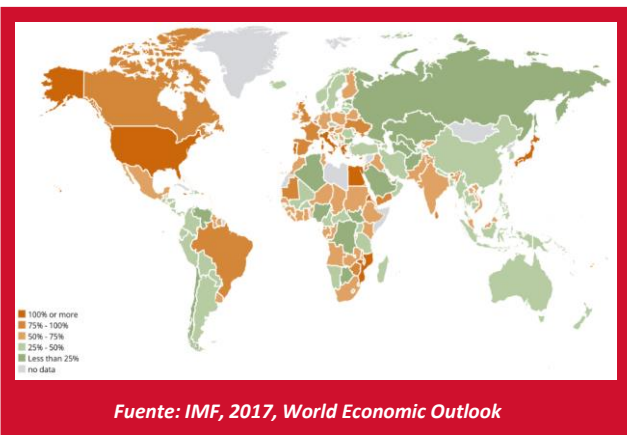 100% or more
75% - 100%
50% - 75%
25% - 50%
Less than 25%
no data
Fuente: IMF, 2017, World Economic Outlook